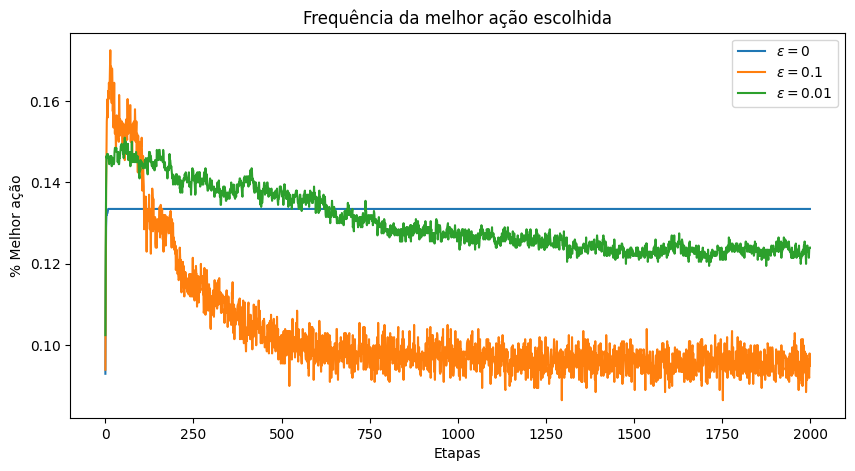 Frequência da melhor ação escolhida
ε = 0
ε = 0.1
ε = 0.01
% Melhor ação
0.16
0.14
0.12
0.10
0 250 500 750 1000 1250 1500 1750 2000
Etapas